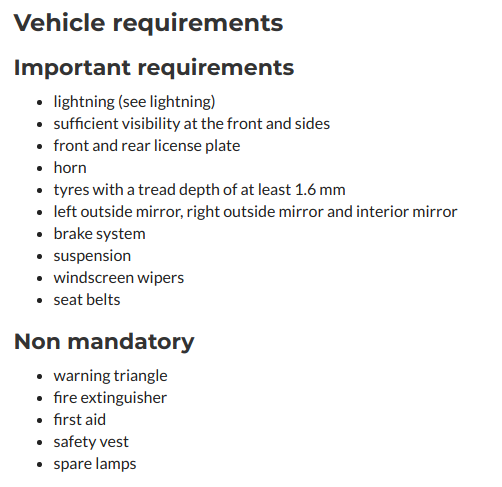 Vehicle requirements
Important requirements
• lightning (see lightning)
• sufficient visibility at the front and sides
• front and rear license plate
• horn
• tyres with a tread depth of at least 1.6 mm
• left outside mirror, right outside mirror and interior mirror
• brake system
• suspension
• windscreen wipers
• seat belts
Non mandatory
• warning triangle
• fire extinguisher
• first aid
• safety vest
• spare lamps